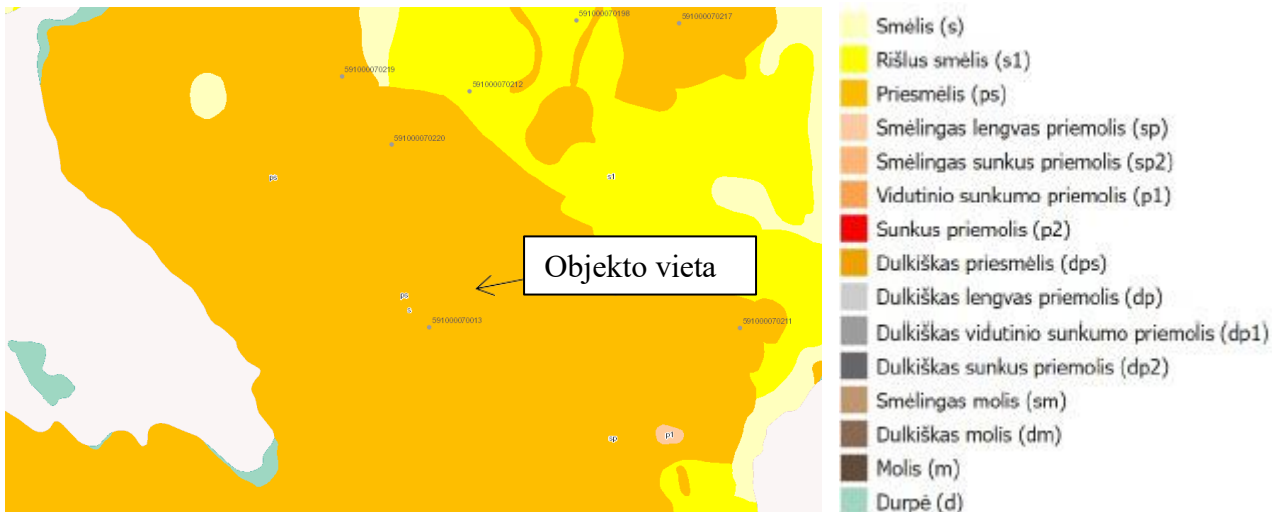 591000070198
591000070217
591000070219
591000070212
591000070220
ps
s1
Objekto vieta
ps
s
591000070013
591000070211
sp
p1
Smėlis (s)
Rišlus smėlis (s1)
Priesmėlis (ps)
Smėlingas lengvas priemolis (sp)
Smėlingas sunkus priemolis (sp2)
Vidutinio sunkumo priemolis (p1)
Sunkus priemolis (p2)
Dulkiškas priesmėlis (dps)
Dulkiškas lengvas priemolis (dp)
Dulkiškas vidutinio sunkumo priemolis (dp1)
Dulkiškas sunkus priemolis (dp2)
Smėlingas molis (sm)
Dulkiškas molis (dm)
Molis (m)
Durpė (d)